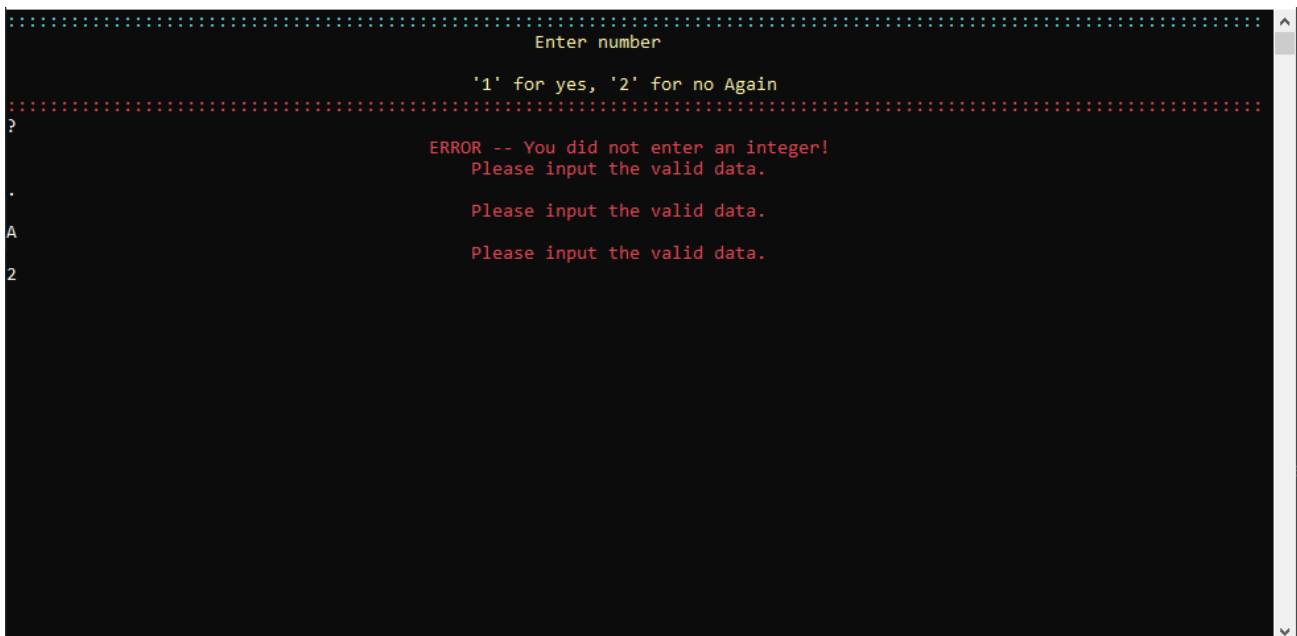 ::::::::::::::::::::::::::::::::::::::::::::::::::::::::::::::::::::::::::::::::::::::::::::::::::::::::::::::::::::::::
Enter number
'1' for yes, '2' for no Again
::::::::::::::::::::::::::::::::::::::::::::::::::::::::::::::::::::::::::::::::::::::::::::::::::::::::::::::::::::::::
?
ERROR -- You did not enter an integer!
Please input the valid data.
.
Please input the valid data.
A
Please input the valid data.
2